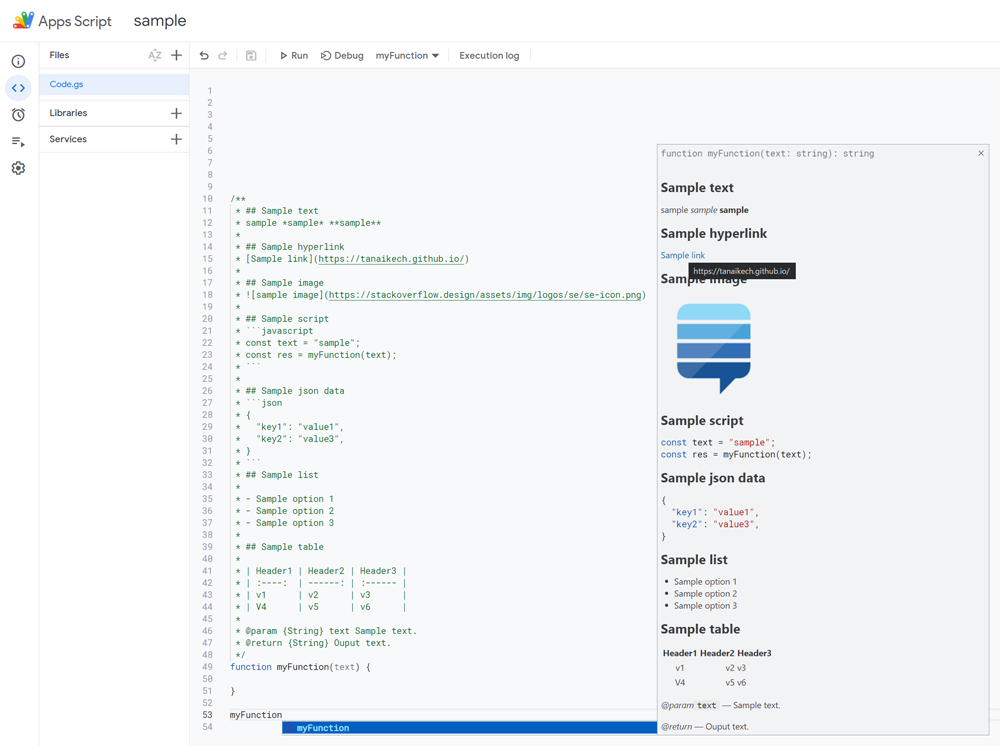 Apps Script sample
Files
Code.gs
Libraries
Services
Run Debug myFunction Execution log
1
2
3
4
5
6
7
8
9
10 /**
11 * ## Sample text
12 * sample *sample* **sample**
13 *
14 * ## Sample hyperlink
15 * [Sample link](https://tanaikech.github.io/)
16 *
17 * ## Sample image
18 * ![sample image](https://stackoverflow.design/assets/img/logos/se/se-icon.png)
19 *
20 * ## Sample script
21 * ```javascript
22 * const text = "sample";
23 * const res = myFunction(text);
24 * ```
25 *
26 * ## Sample json data
27 * ```json
28 * {
29 *   "key1": "value1",
30 *   "key2": "value3",
31 * }
32 * ```
33 * ## Sample list
34 *
35 * - Sample option 1
36 * - Sample option 2
37 * - Sample option 3
38 *
39 * ## Sample table
40 *
41 * | Header1 | Header2 | Header3 |
42 * | :----:  | ------: | :------ |
43 * | v1      | v2      | v3      |
44 * | V4      | v5      | v6      |
45 *
46 * @param {String} text Sample text.
47 * @return {String} Ouput text.
48 */
49 function myFunction(text) {
50
51 }
52
53 myFunction
54
myFunction
function myFunction(text: string): string
Sample text
sample sample sample
Sample hyperlink
Sample link
https://tanaikech.github.io/
Sample image
Sample script
const text = "sample";
const res = myFunction(text);
Sample json data
{
  "key1": "value1",
  "key2": "value3",
}
Sample list
• Sample option 1
• Sample option 2
• Sample option 3
Sample table
Header1 Header2 Header3
v1 v2 v3
V4 v5 v6
@param text — Sample text.
@return — Ouput text.